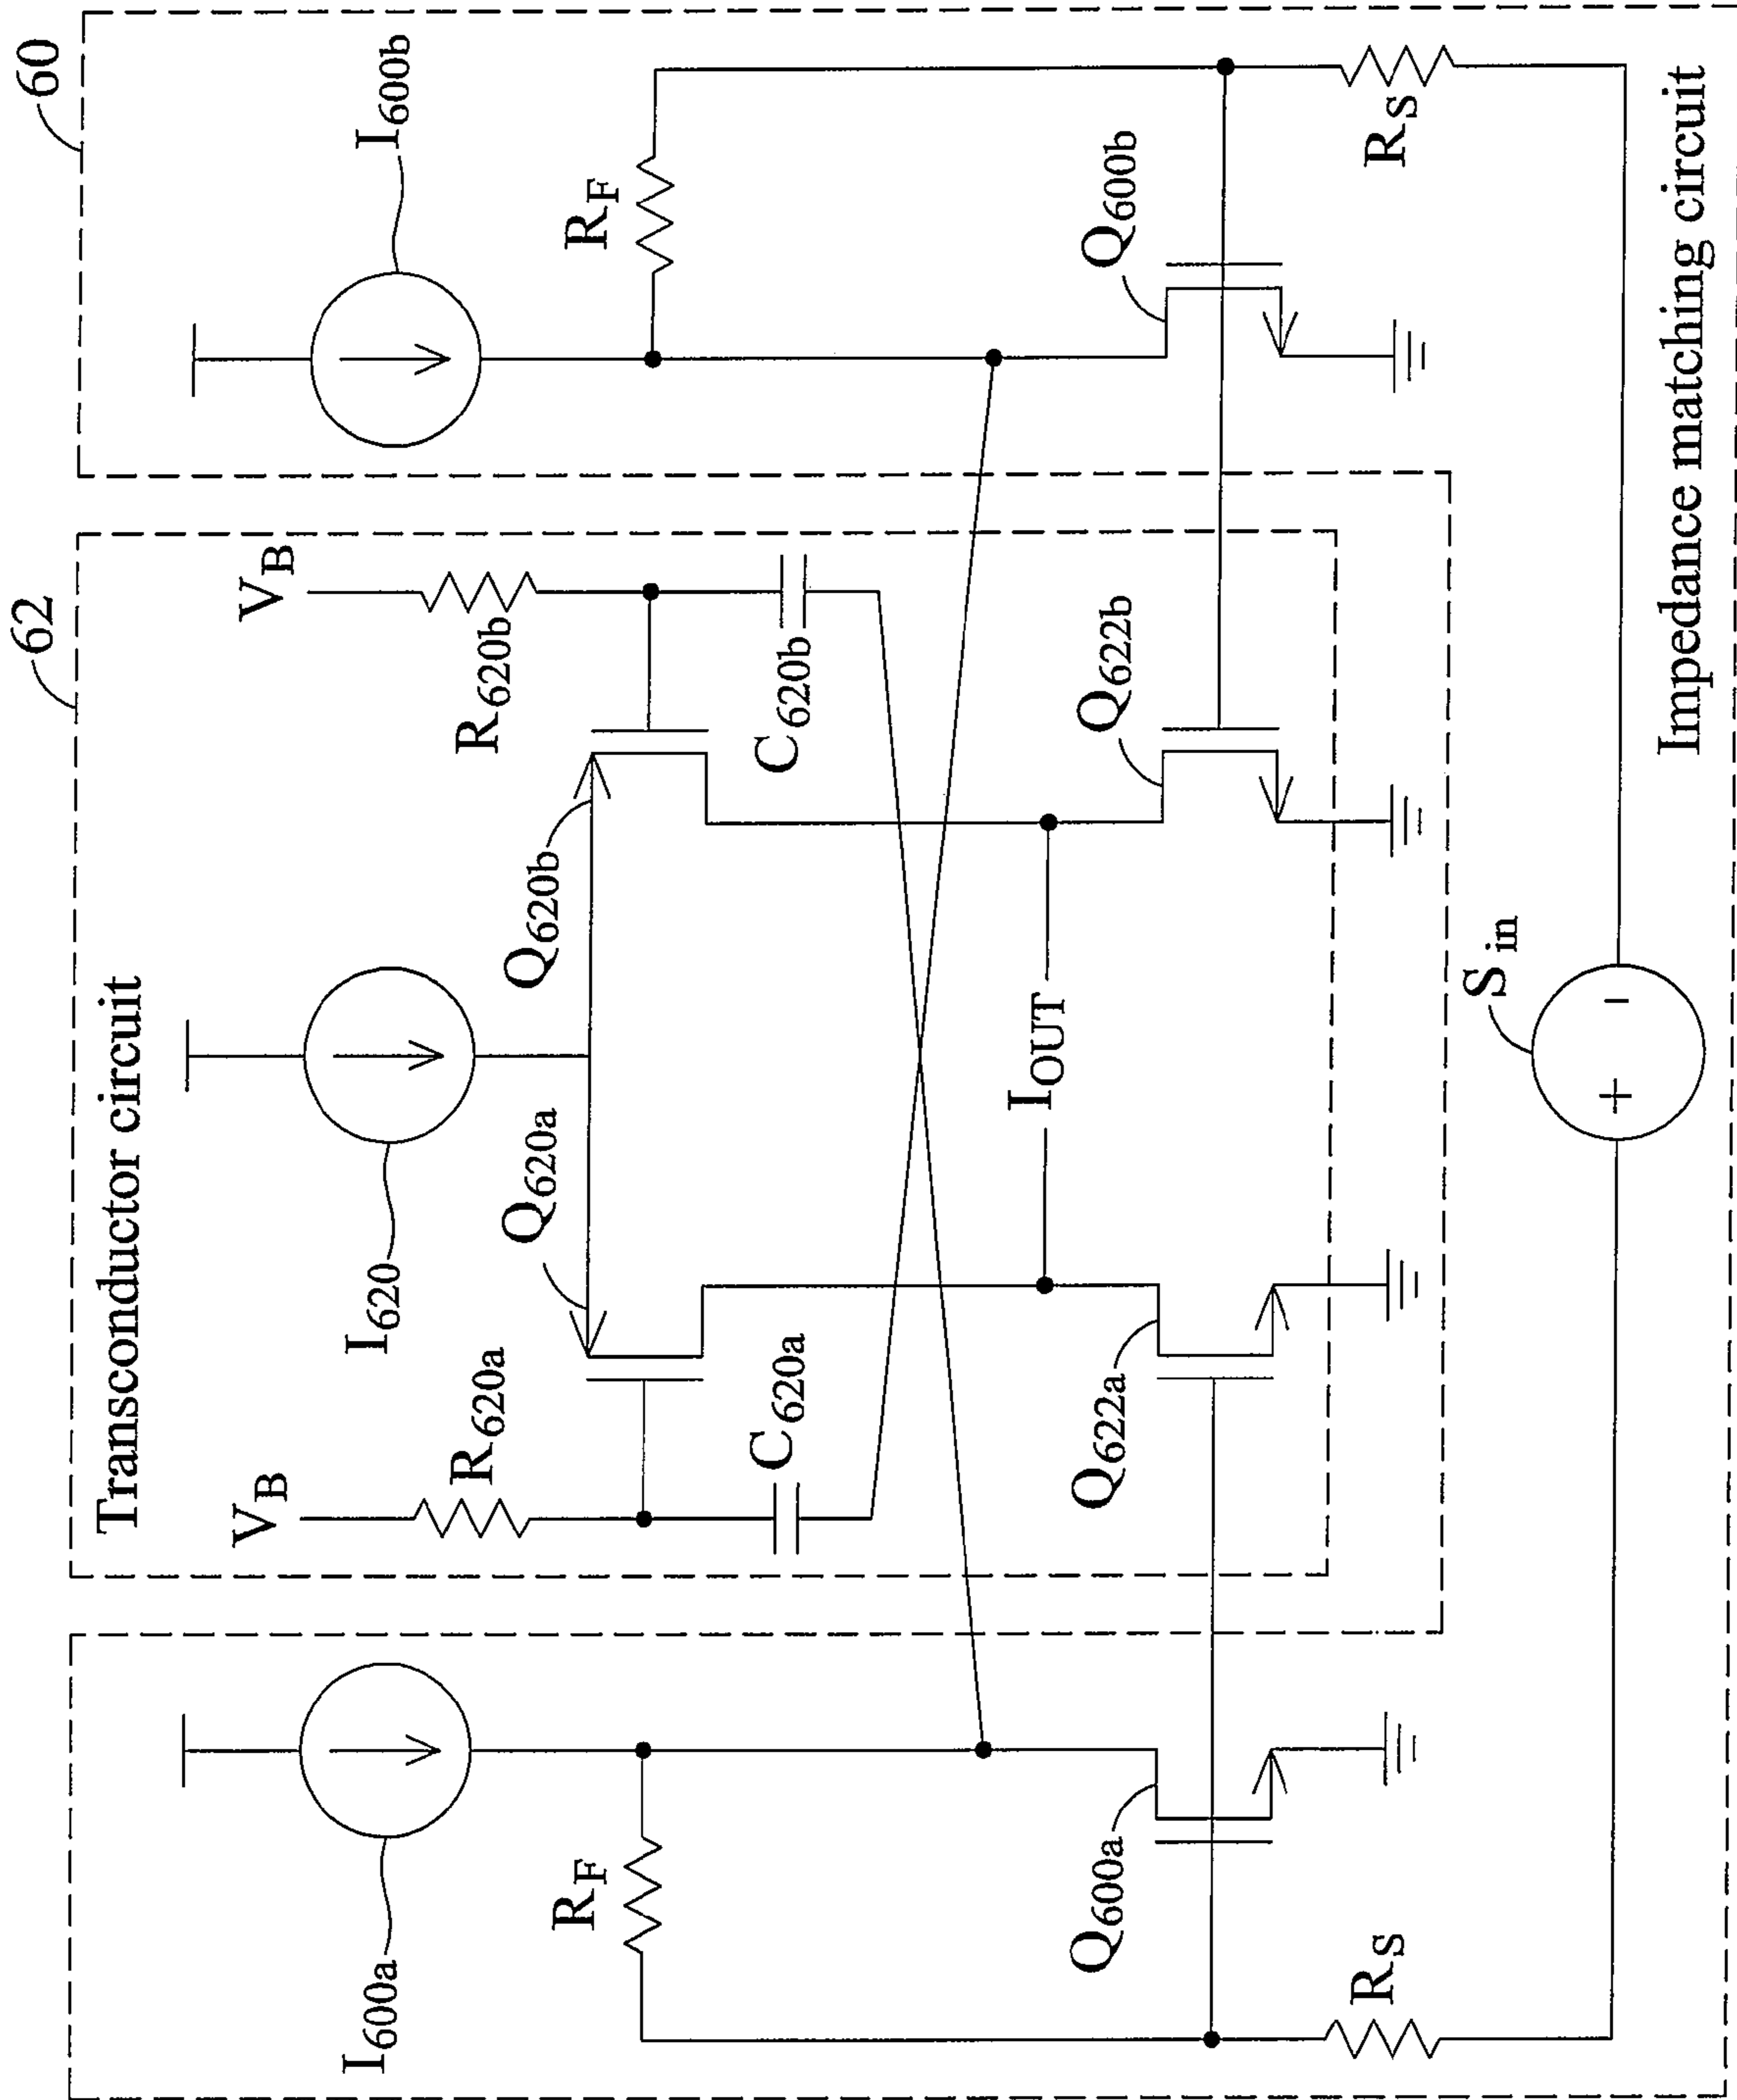 60
62
Transconductor circuit
I600a
I620
I600b
VB
VB
R620a
R620b
RF
RF
Q620a
Q620b
C620a
C620b
IOUT
Q600a
Q622a
Q622b
Q600b
RS
RS
Sin
+
-
Impedance matching circuit